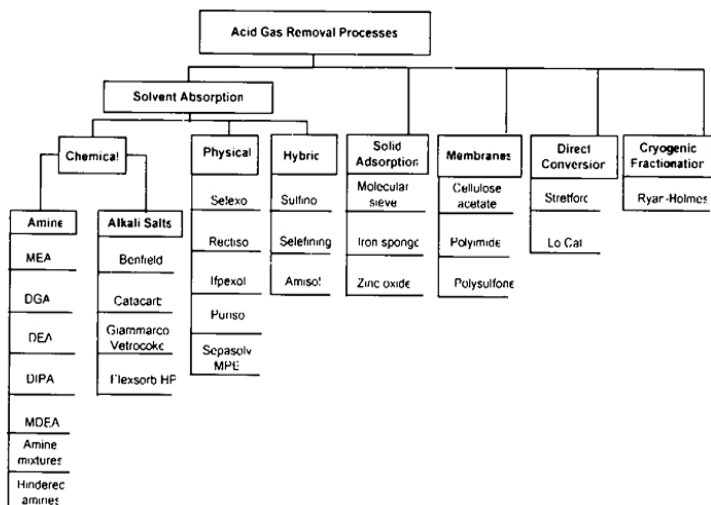 Acid Gas Removal Processes
Solvent Absorption
Chemical
Physical
Hybric
Solid
Adsorption
Membranes
Direct
Conversion
Cryogenic
Fractionation
Amine
MEA
DGA
DEA
DIPA
MDEA
Amine
mixtures
Hinderec
amines
Alkali Salts
Benfield
Catacart
Giammarco
Vetrocoke
Flexsorb HP
Selexo
Rectiso
Ifpexol
Puriso
Sepasolv
MPE
Sulfino
Selefining
Amisol
Molecular
sieve
Iron sponge
Zinc oxide
Cellulose
acetate
Polyimide
Polysulfone
Stretforc
Lo Cat
Ryan-Holmes